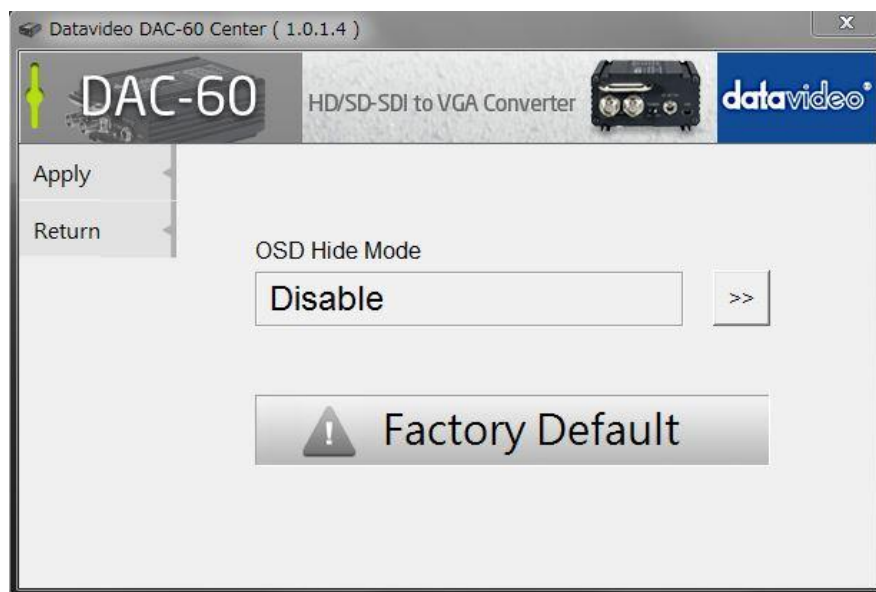 Datavideo DAC-60 Center ( 1.0.1.4 )
X
DAC-60
HD/SD-SDI to VGA Converter
datavideo®
Apply
Return
OSD Hide Mode
Disable
>>
Factory Default